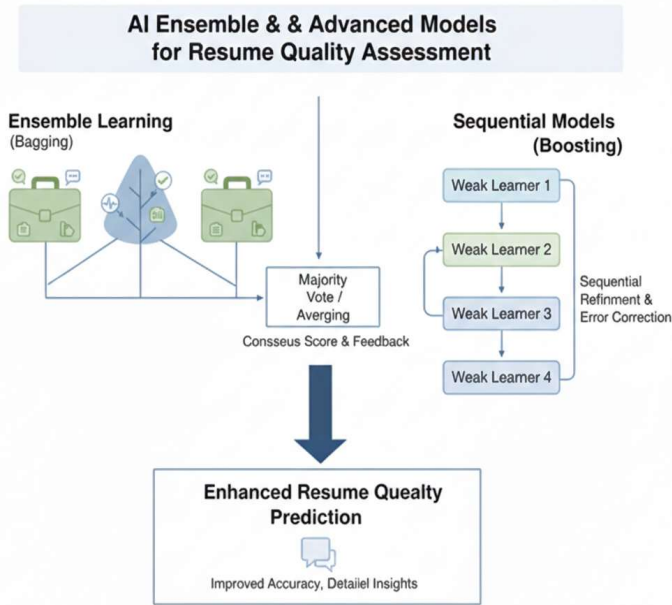 AI Ensemble & & Advanced Models
for Resume Quality Assessment
Ensemble Learning
(Bagging)
Sequential Models
(Boosting)
Weak Learner 1
Weak Learner 2
Weak Learner 3
Weak Learner 4
Sequential
Refinment &
Error Correction
Majority
Vote /
Averging
Consseus Score & Feedback
Enhanced Resume Quealty
Prediction
Improved Accuracy, Detaiiel Insights